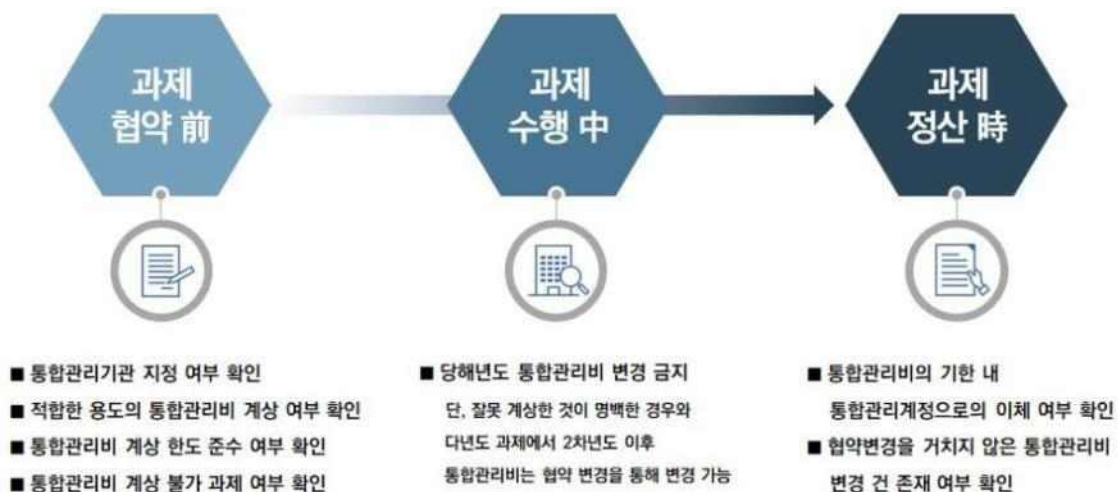 과제
협약 前
과제
수행 中
과제
정산 時
■ 통합관리기관 지정 여부 확인
■ 적합한 용도의 통합관리비 계상 여부 확인
■ 통합관리비 계상 한도 준수 여부 확인
■ 통합관리비 계상 불가 과제 여부 확인
■ 당해년도 통합관리비 변경 금지
단, 잘못 계상한 것이 명백한 경우와
다년도 과제에서 2차년도 이후
통합관리비는 협약 변경을 통해 변경 가능
■ 통합관리비의 기한 내
통합관리계정으로의 이체 여부 확인
■ 협약변경을 거치지 않은 통합관리비
변경 건 존재 여부 확인